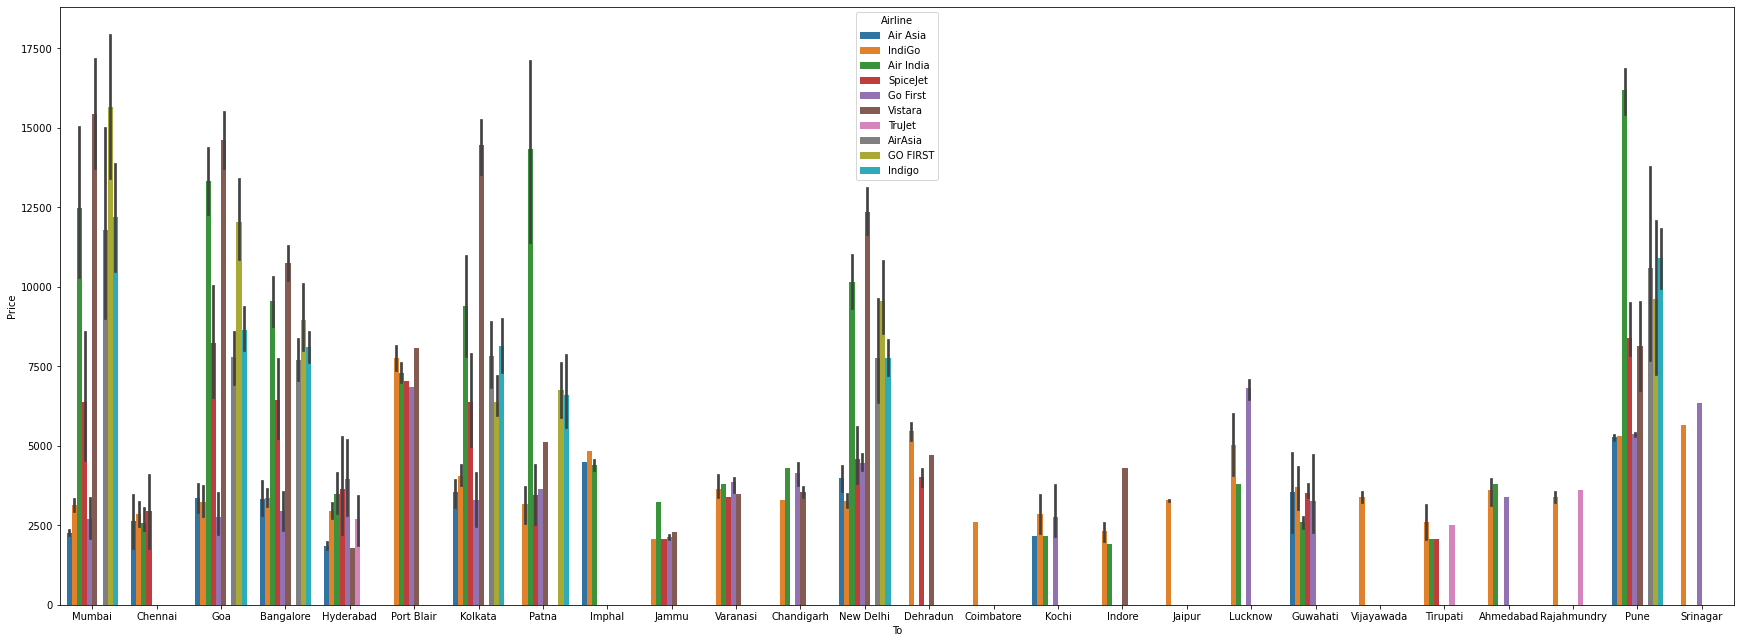 Airline
Air Asia
IndiGo
Air India
SpiceJet
Go First
Vistara
TruJet
AirAsia
GO FIRST
Indigo
Price
17500
15000
12500
10000
7500
5000
2500
0
Mumbai Chennai Goa Bangalore Hyderabad Port Blair Kolkata Patna Imphal Jammu Varanasi Chandigarh New Delhi Dehradun Coimbatore Kochi Indore Jaipur Lucknow Guwahati Vijayawada Tirupati Ahmedabad Rajahmundry Pune Srinagar
To